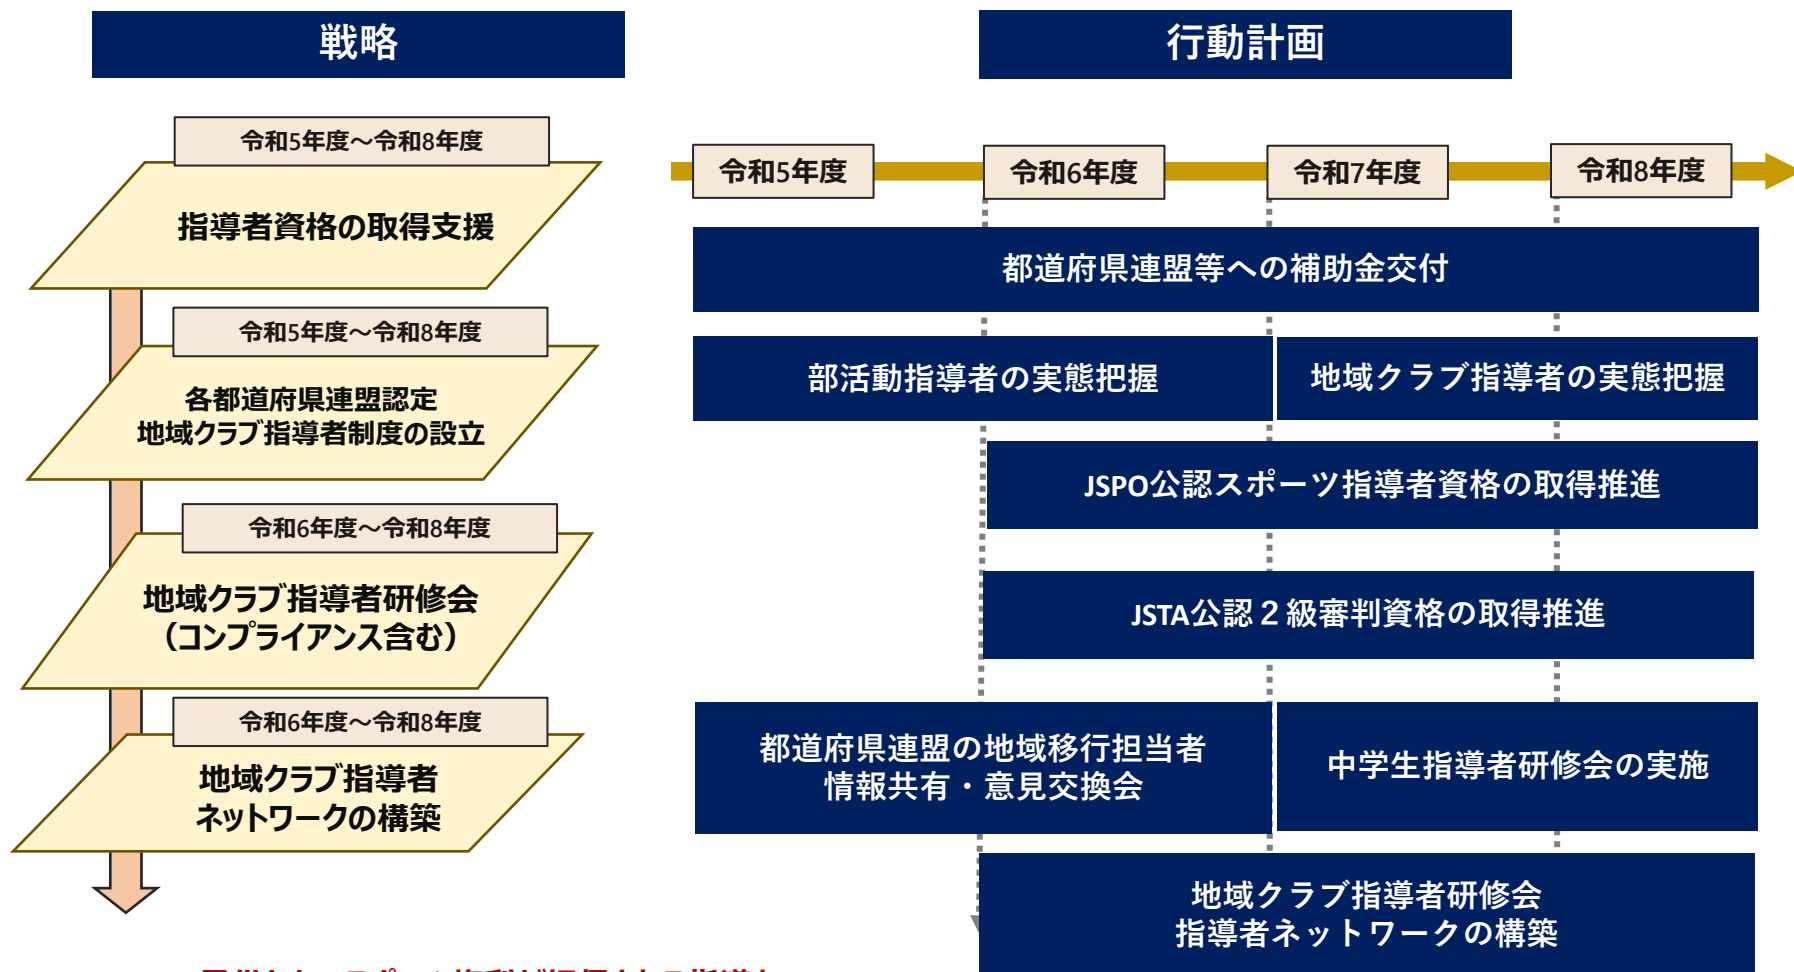 戦略
行動計画
令和5年度～令和8年度
指導者資格の取得支援
令和5年度～令和8年度
各都道府県連盟認定
地域クラブ指導者制度の設立
令和6年度～令和8年度
地域クラブ指導者研修会
（コンプライアンス含む）
令和6年度～令和8年度
地域クラブ指導者
ネットワークの構築
令和5年度
令和6年度
令和7年度
令和8年度
都道府県連盟等への補助金交付
部活動指導者の実態把握
地域クラブ指導者の実態把握
JSPO公認スポーツ指導者資格の取得推進
JSTA公認２級審判資格の取得推進
都道府県連盟の地域移行担当者
情報共有・意見交換会
中学生指導者研修会の実施
地域クラブ指導者研修会
指導者ネットワークの構築